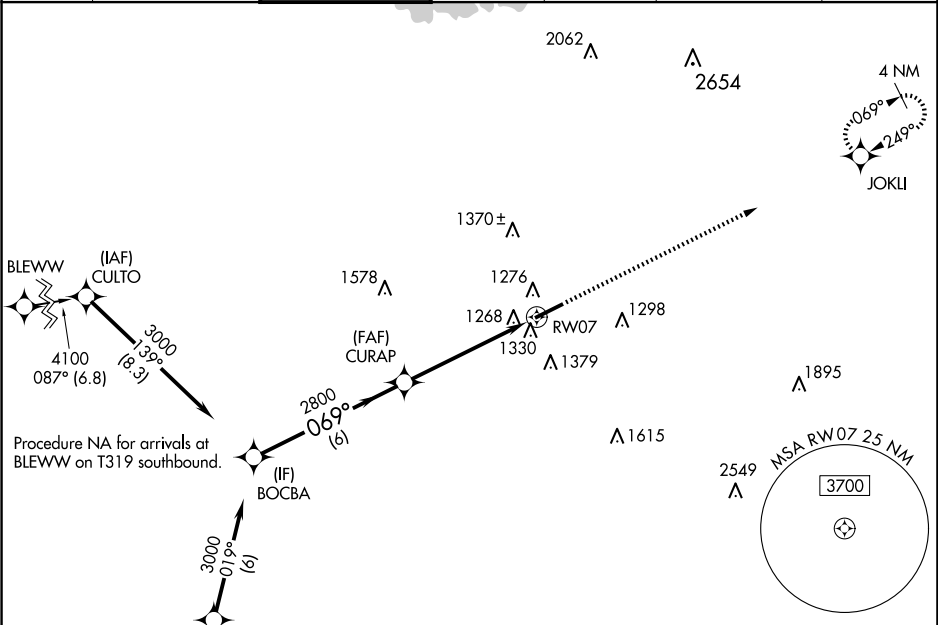 2062
2654
4 NM
069°
249°
JOKLI
1370 ±
BLEWW
(IAF)
CULTO
1578
1276
1268
RW07
1298
1330
1379
(FAF)
CURAP
4100
087° (6.8)
3000
139°
(8.3)
2800
069°
(6)
1895
Procedure NA for arrivals at
BLEWW on T319 southbound.
1615
(IF)
BOCBA
2549
MSA RW07 25 NM
3700
3000
019°
(6)